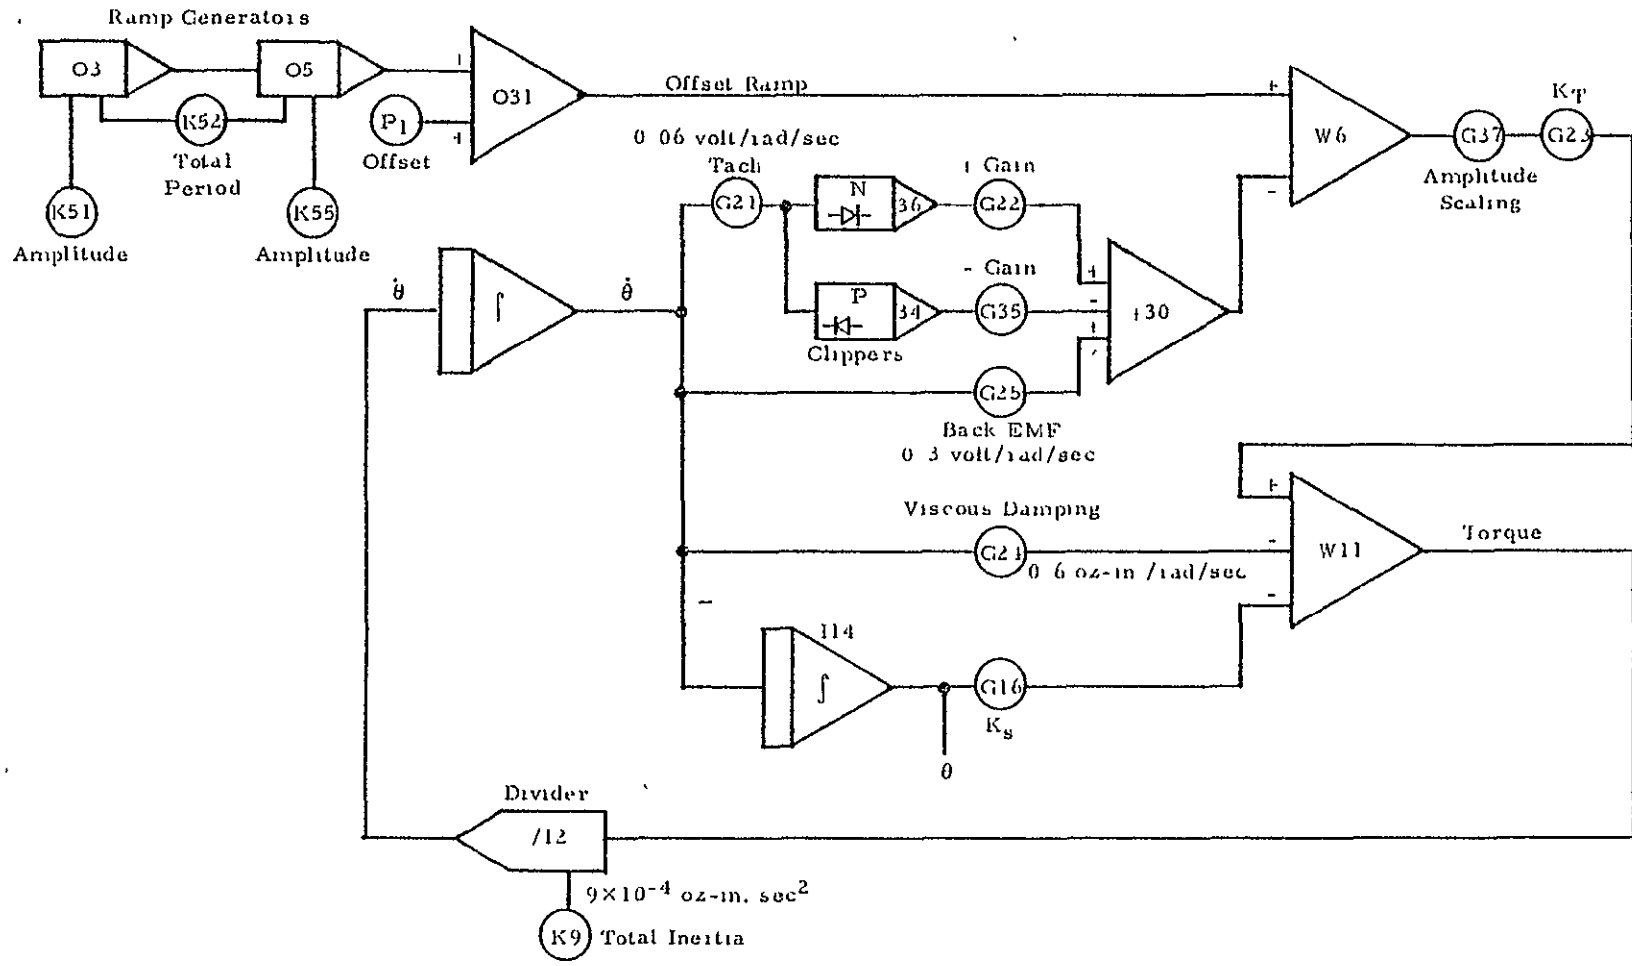 Ramp Generators
O3
O5
K52
Total
Period
K51
Amplitude
K55
Amplitude
P1
Offset
+
+
O31
Offset Ramp
+
-
W6
G37
Amplitude
Scaling
KT
G23
0 06 volt/rad/sec
Tach
G21
N
36
+ Gain
G22
P
34
- Gain
G35
Clippers
+
-
+
+30
G25
Back EMF
0 3 volt/rad/sec
θ̇
∫
θ̇
Viscous Damping
G24
0 6 oz-in /rad/sec
+
-
-
W11
Torque
-
I14
∫
G16
Ks
θ
Divider
/12
9×10⁻⁴ oz-in. sec²
K9 Total Inertia